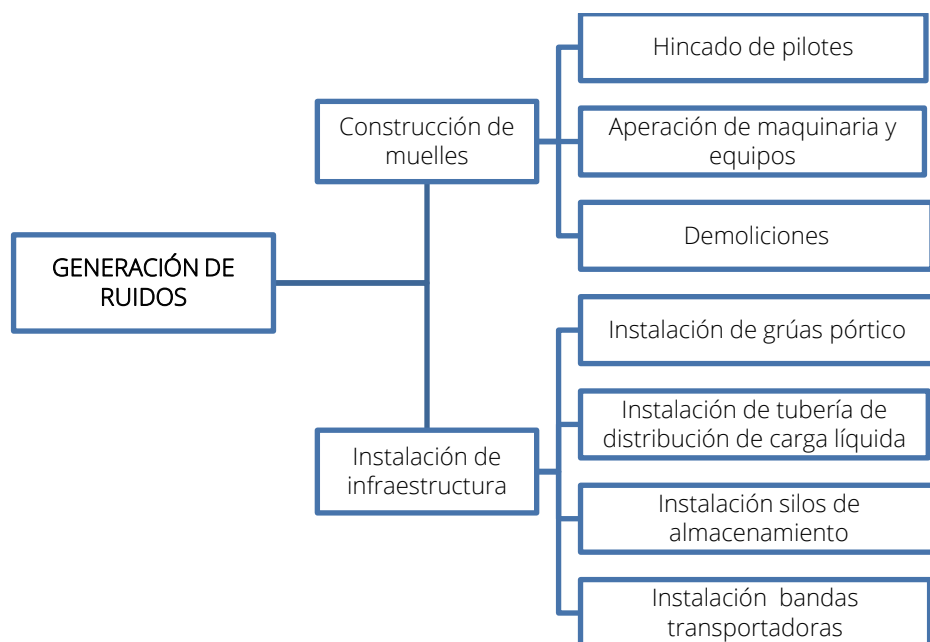 GENERACIÓN DE
RUIDOS
Construcción de
muelles
Hincado de pilotes
Aperación de maquinaria y
equipos
Demoliciones
Instalación de
infraestructura
Instalación de grúas pórtico
Instalación de tubería de
distribución de carga líquida
Instalación silos de
almacenamiento
Instalación  bandas
transportadoras